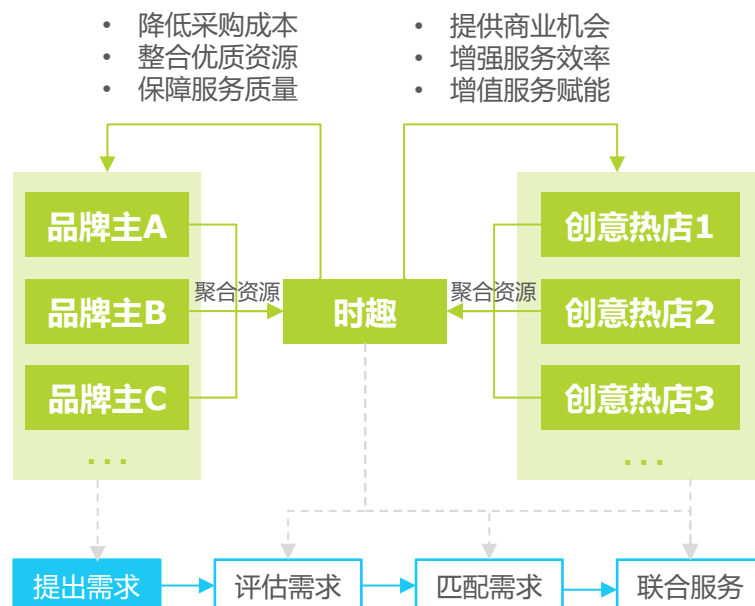 • 降低采购成本
• 整合优质资源
• 保障服务质量
• 提供商业机会
• 增强服务效率
• 增值服务赋能
品牌主A
品牌主B
品牌主C
...
聚合资源
时趣
聚合资源
创意热店1
创意热店2
创意热店3
...
提出需求
评估需求
匹配需求
联合服务